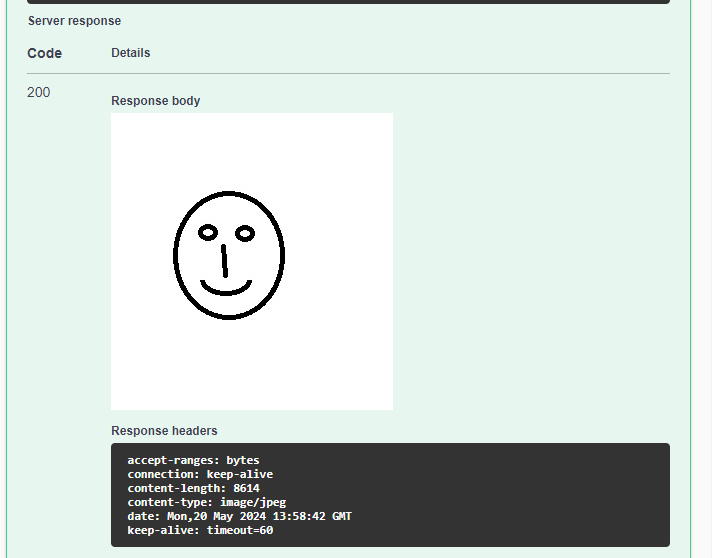 Server response
Code Details
200
Response body
Response headers
accept-ranges: bytes
connection: keep-alive
content-length: 8614
content-type: image/jpeg
date: Mon,20 May 2024 13:58:42 GMT
keep-alive: timeout=60